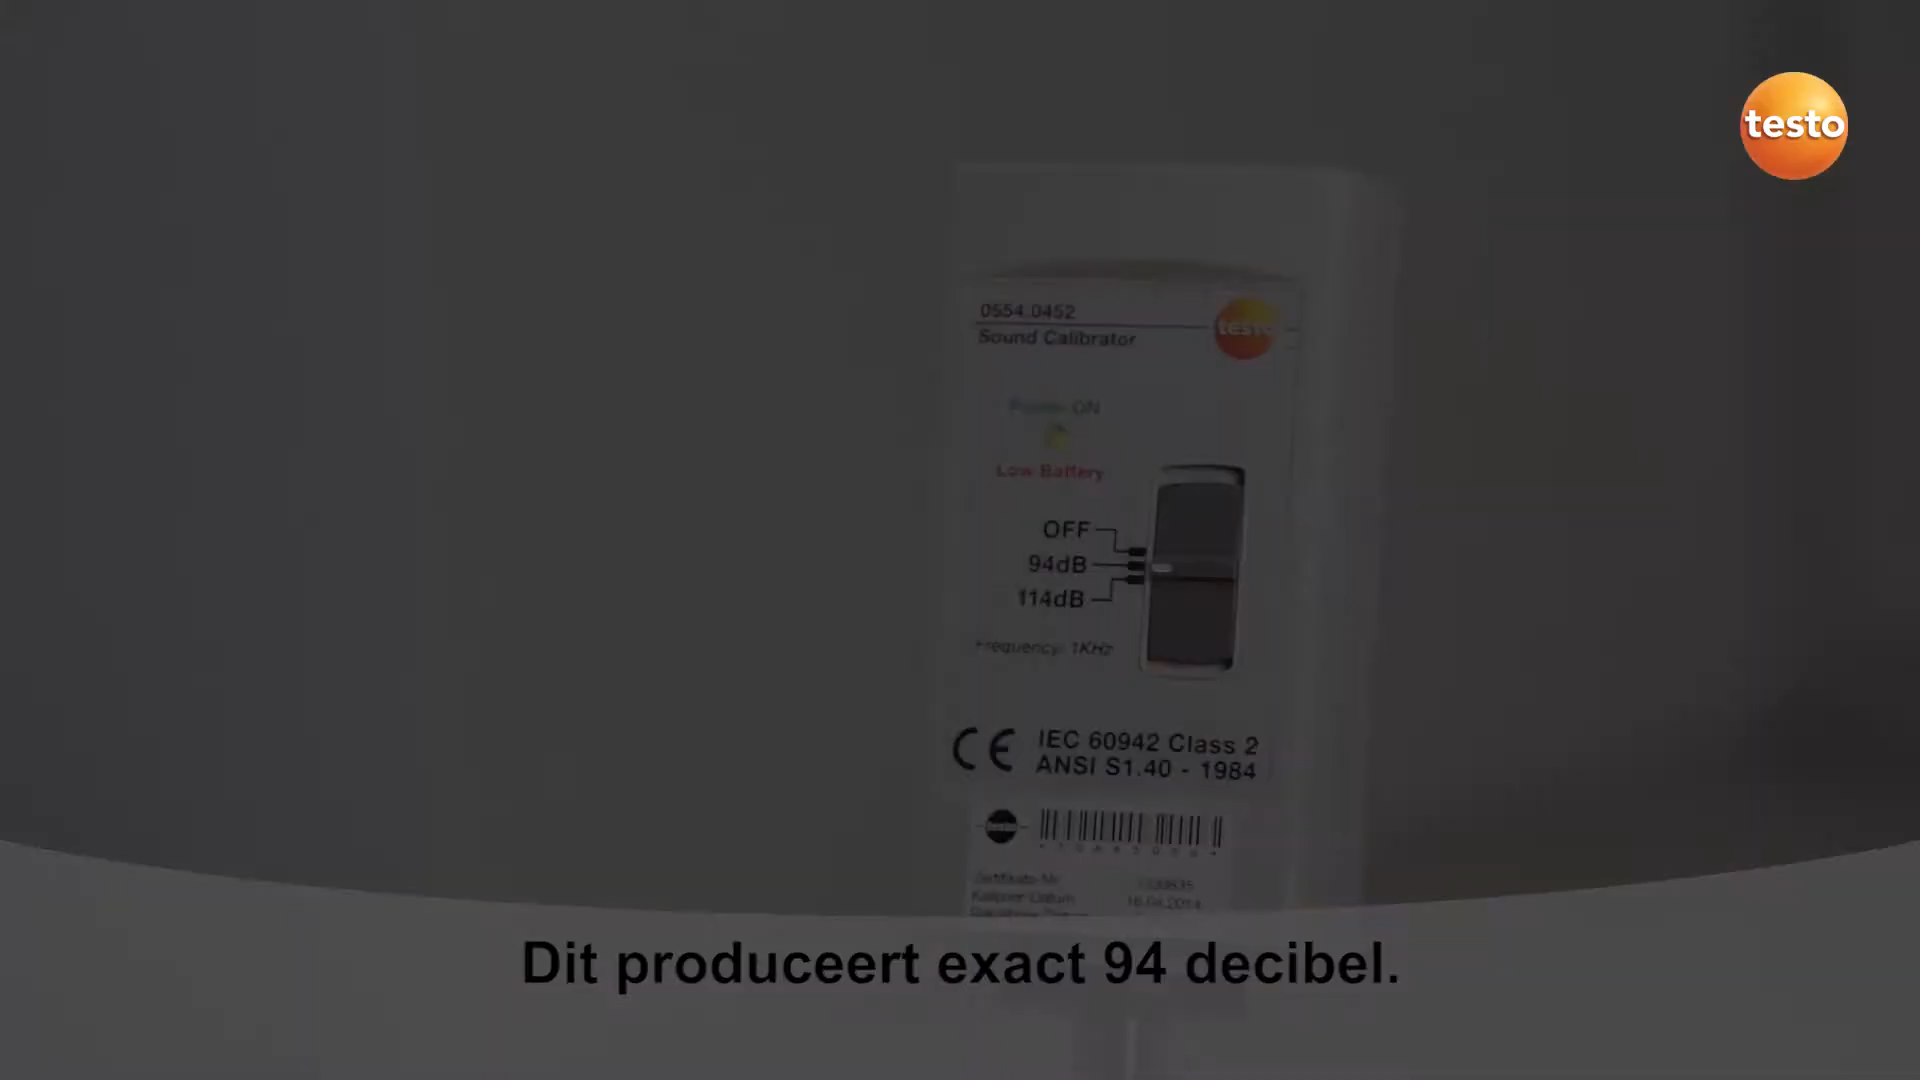 testo
0554.0452
testo
Sound Calibrator
Power ON
Low Battery
OFF
94dB
114dB
Frequency: 1KHz
CE IEC 60942 Class 2
ANSI S1.40 - 1984
Dit produceert exact 94 decibel.